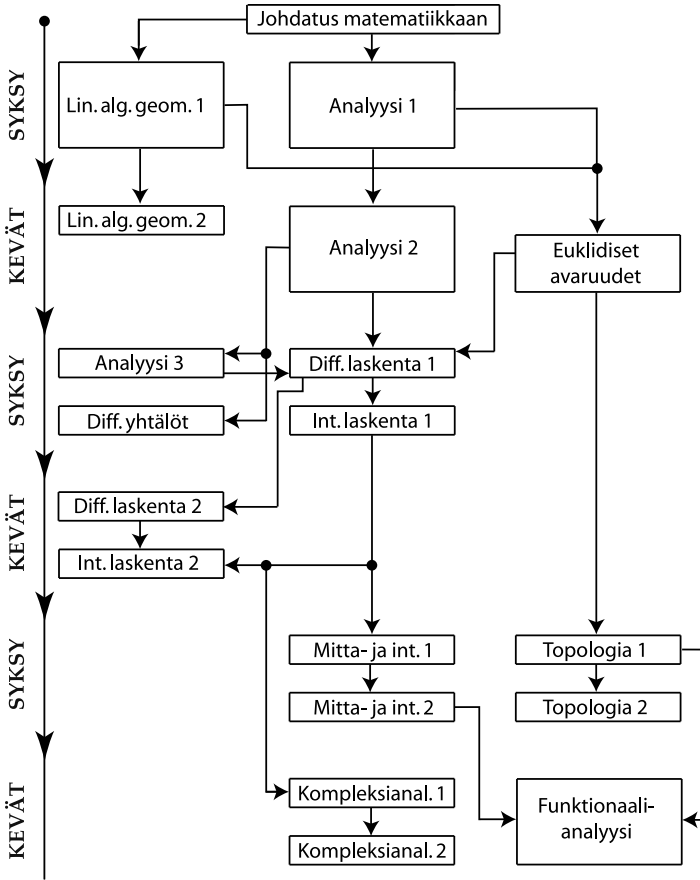 Johdatus matematiikkaan
SYKSY
Lin. alg. geom. 1
Analyysi 1
KEVÄT
Lin. alg. geom. 2
Analyysi 2
Euklidiset
avaruudet
SYKSY
Analyysi 3
Diff. laskenta 1
Diff. yhtälöt
Int. laskenta 1
KEVÄT
Diff. laskenta 2
Int. laskenta 2
SYKSY
Mitta- ja int. 1
Topologia 1
Mitta- ja int. 2
Topologia 2
KEVÄT
Kompleksianal. 1
Funktionaali-
analyysi
Kompleksianal. 2